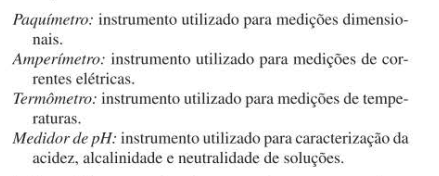 Paquímetro: instrumento utilizado para medições dimensio-
nais.
Amperímetro: instrumento utilizado para medições de cor-
rentes elétricas.
Termômetro: instrumento utilizado para medições de tempe-
raturas.
Medidor de pH: instrumento utilizado para caracterização da
acidez, alcalinidade e neutralidade de soluções.